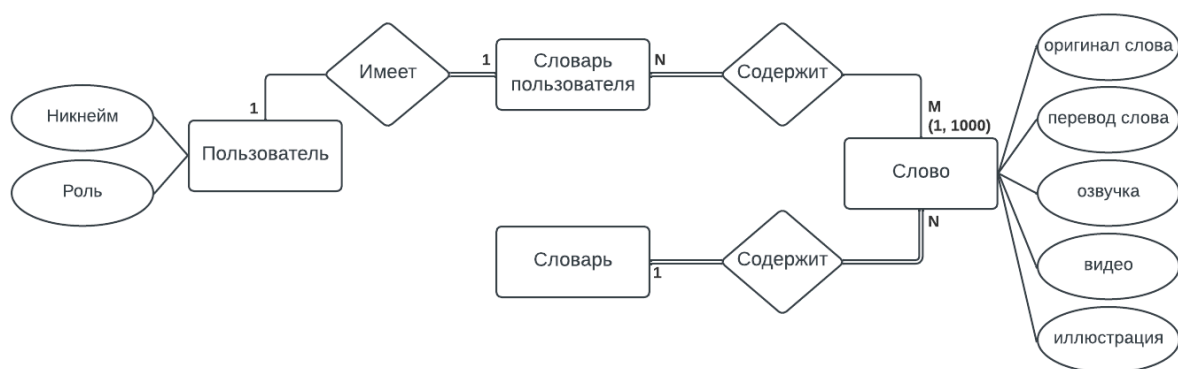 Никнейм
Роль
Пользователь
1
Имеет
1
Словарь
пользователя
N
Содержит
M
(1, 1000)
Слово
N
Словарь
1
Содержит
оригинал слова
перевод слова
озвучка
видео
иллюстрация